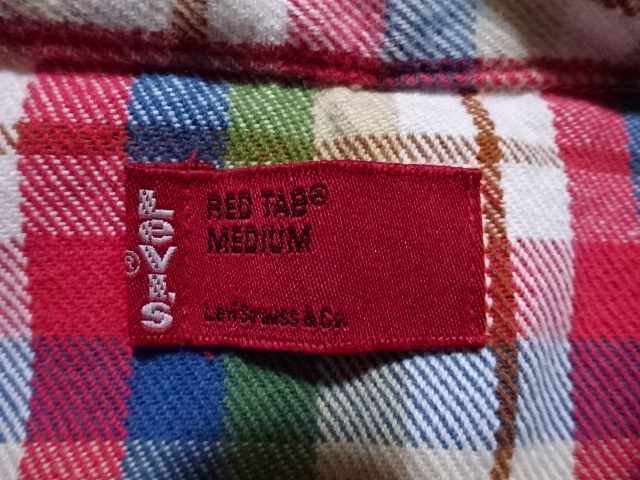 LEVI'S
®
RED TAB®
MEDIUM
Levi Strauss & Co.